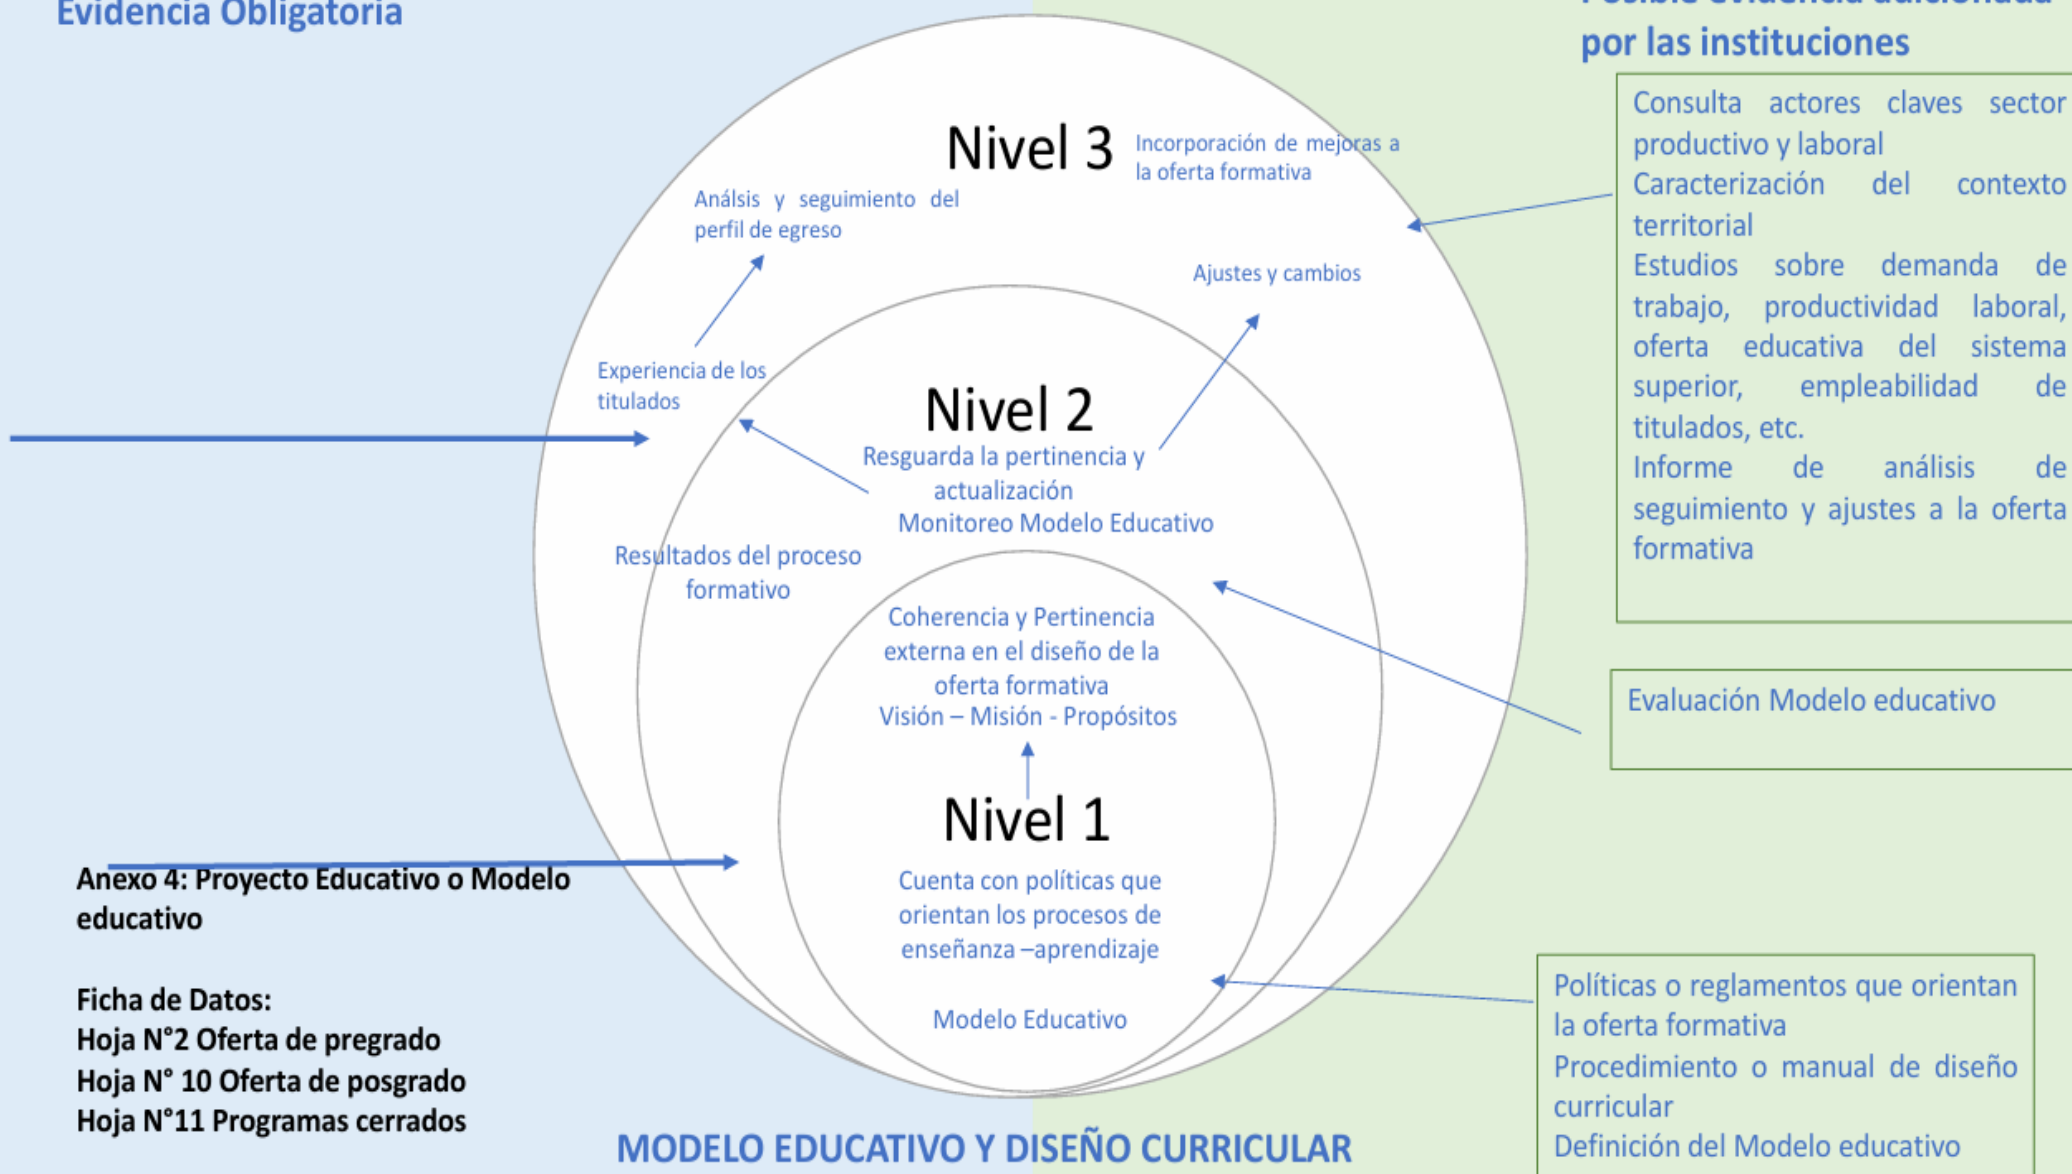 Evidencia Obligatoria
Posible evidencia adicionada
por las instituciones
Consulta actores claves sector
productivo y laboral
Caracterización del contexto
territorial
Estudios sobre demanda de
trabajo, productividad laboral,
oferta educativa del sistema
superior, empleabilidad de
titulados, etc.
Informe de análisis de
seguimiento y ajustes a la oferta
formativa
Nivel 3
Incorporación de mejoras a
la oferta formativa
Análsis y seguimiento del
perfil de egreso
Ajustes y cambios
Experiencia de los
titulados
Nivel 2
Resguarda la pertinencia y
actualización
Monitoreo Modelo Educativo
Resultados del proceso
formativo
Coherencia y Pertinencia
externa en el diseño de la
oferta formativa
Visión – Misión - Propósitos
Evaluación Modelo educativo
Nivel 1
Cuenta con políticas que
orientan los procesos de
enseñanza –aprendizaje
Modelo Educativo
Anexo 4: Proyecto Educativo o Modelo
educativo
Ficha de Datos:
Hoja N°2 Oferta de pregrado
Hoja N° 10 Oferta de posgrado
Hoja N°11 Programas cerrados
Políticas o reglamentos que orientan
la oferta formativa
Procedimiento o manual de diseño
curricular
Definición del Modelo educativo
MODELO EDUCATIVO Y DISEÑO CURRICULAR